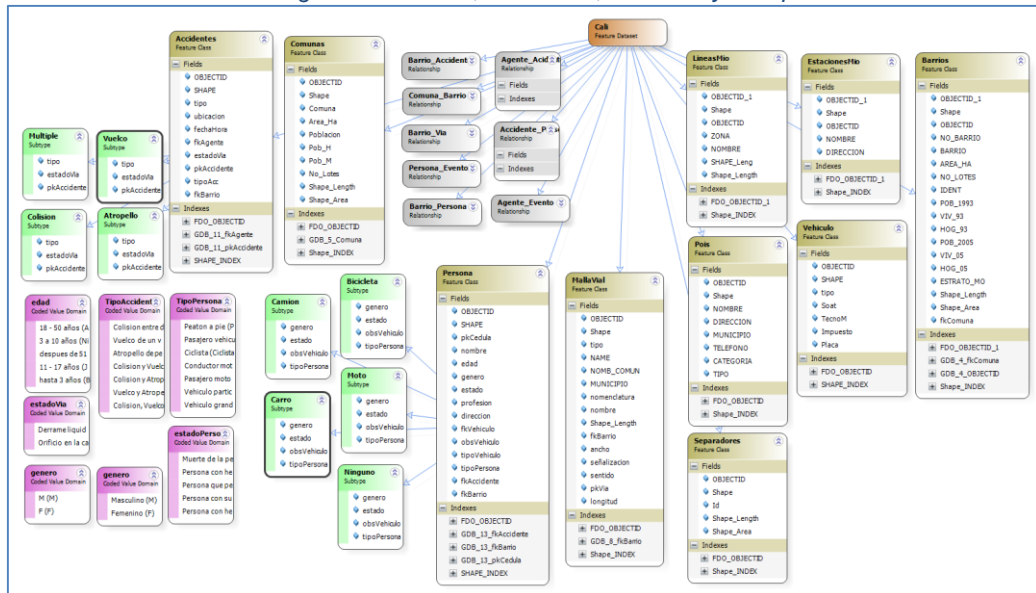 Cali
Feature Dataset
Accidentes
Feature Class
Fields
OBJECTID
SHAPE
tipo
ubicacion
fechaHora
fkAgente
estadoVia
pkAccidente
tipoAcc
fkBarrio
Indexes
FDO_OBJECTID
GDB_11_fkAgente
GDB_11_pkAccidente
SHAPE_INDEX
Comunas
Feature Class
Fields
OBJECTID
Shape
Comuna
Area_Ha
Poblacion
Pob_H
Pob_M
No_Lotes
Shape_Length
Shape_Area
Indexes
FDO_OBJECTID
GDB_5_Comuna
Shape_INDEX
Barrio_Accident
Relationship
Comuna_Barrio
Relationship
Barrio_Via
Relationship
Persona_Evento
Relationship
Barrio_Persona
Relationship
Agente_Acident
Relationship
Fields
Indexes
Accidente_P
Relationship
Fields
Indexes
Agente_Evento
Relationship
LineasMio
Feature Class
Fields
OBJECTID_1
Shape
OBJECTID
ZONA
NOMBRE
SHAPE_Leng
Shape_Length
Indexes
FDO_OBJECTID_1
Shape_INDEX
EstacionesMio
Feature Class
Fields
OBJECTID_1
Shape
OBJECTID
NOMBRE
DIRECCION
Indexes
FDO_OBJECTID_1
Shape_INDEX
Barrios
Feature Class
Fields
OBJECTID_1
Shape
OBJECTID
NO_BARRIO
BARRIO
AREA_HA
NO_LOTES
IDENT
POB_1993
VIV_93
HOG_93
POB_2005
VIV_05
HOG_05
ESTRATO_MO
Shape_Length
Shape_Area
fkComuna
Indexes
FDO_OBJECTID_1
GDB_4_fkComuna
GDB_4_OBJECTID
Shape_INDEX
Multiple
Subtype
tipo
estadoVia
pkAccidente
Vuelco
Subtype
tipo
estadoVia
pkAccidente
Colision
Subtype
tipo
estadoVia
pkAccidente
Atropello
Subtype
tipo
estadoVia
pkAccidente
Pois
Feature Class
Fields
OBJECTID
Shape
NOMBRE
DIRECCION
MUNICIPIO
TELEFONO
CATEGORIA
TIPO
Indexes
FDO_OBJECTID
Shape_INDEX
Vehiculo
Feature Class
Fields
OBJECTID
SHAPE
tipo
Soat
TecnoM
Impuesto
Placa
Indexes
FDO_OBJECTID
SHAPE_INDEX
edad
Coded Value Domain
18 - 50 años (A
3 a 10 años (Ni
despues de 51
11 - 17 años (J
hasta 3 años (B
TipoAccident
Coded Value Domain
Colision entre d
Vuelco de un v
Atropello de pe
Colision y Vuelc
Colision y Atrop
Vuelco y Atrope
Colision, Vuelco
TipoPersona
Coded Value Domain
Peaton a pie (P
Pasajero vehicu
Ciclista (Ciclista
Conductor mot
Pasajero moto
Vehiculo partic
Vehiculo grand
Camion
Subtype
genero
estado
obsVehiculo
tipoPersona
Bicicleta
Subtype
genero
estado
obsVehiculo
tipoPersona
Carro
Subtype
genero
estado
obsVehiculo
tipoPersona
Moto
Subtype
genero
estado
obsVehiculo
tipoPersona
Ninguno
Subtype
genero
estado
obsVehiculo
tipoPersona
Persona
Feature Class
Fields
OBJECTID
SHAPE
pkCedula
nombre
edad
genero
estado
profesion
direccion
fkVehiculo
obsVehiculo
tipoVehiculo
tipoPersona
fkAccidente
fkBarrio
Indexes
FDO_OBJECTID
GDB_13_fkAccidente
GDB_13_fkBarrio
GDB_13_pkCedula
SHAPE_INDEX
MallaVial
Feature Class
Fields
OBJECTID
Shape
tipo
NAME
NOMB_COMUN
MUNICIPIO
nomenclatura
nombre
Shape_Length
fkBarrio
ancho
señalizacion
sentido
pkVia
longitud
Indexes
FDO_OBJECTID
GDB_8_fkBarrio
Shape_INDEX
estadoVia
Coded Value Domain
Derrame liquid
Orificio en la ca
genero
Coded Value Domain
M (M)
F (F)
genero
Coded Value Domain
Masculino (M)
Femenino (F)
estadoPerso
Coded Value Domain
Muerte de la pe
Persona con he
Persona que pe
Persona con su
Persona con he
Separadores
Feature Class
Fields
OBJECTID
Shape
Id
Shape_Length
Shape_Area
Indexes
FDO_OBJECTID
Shape_INDEX